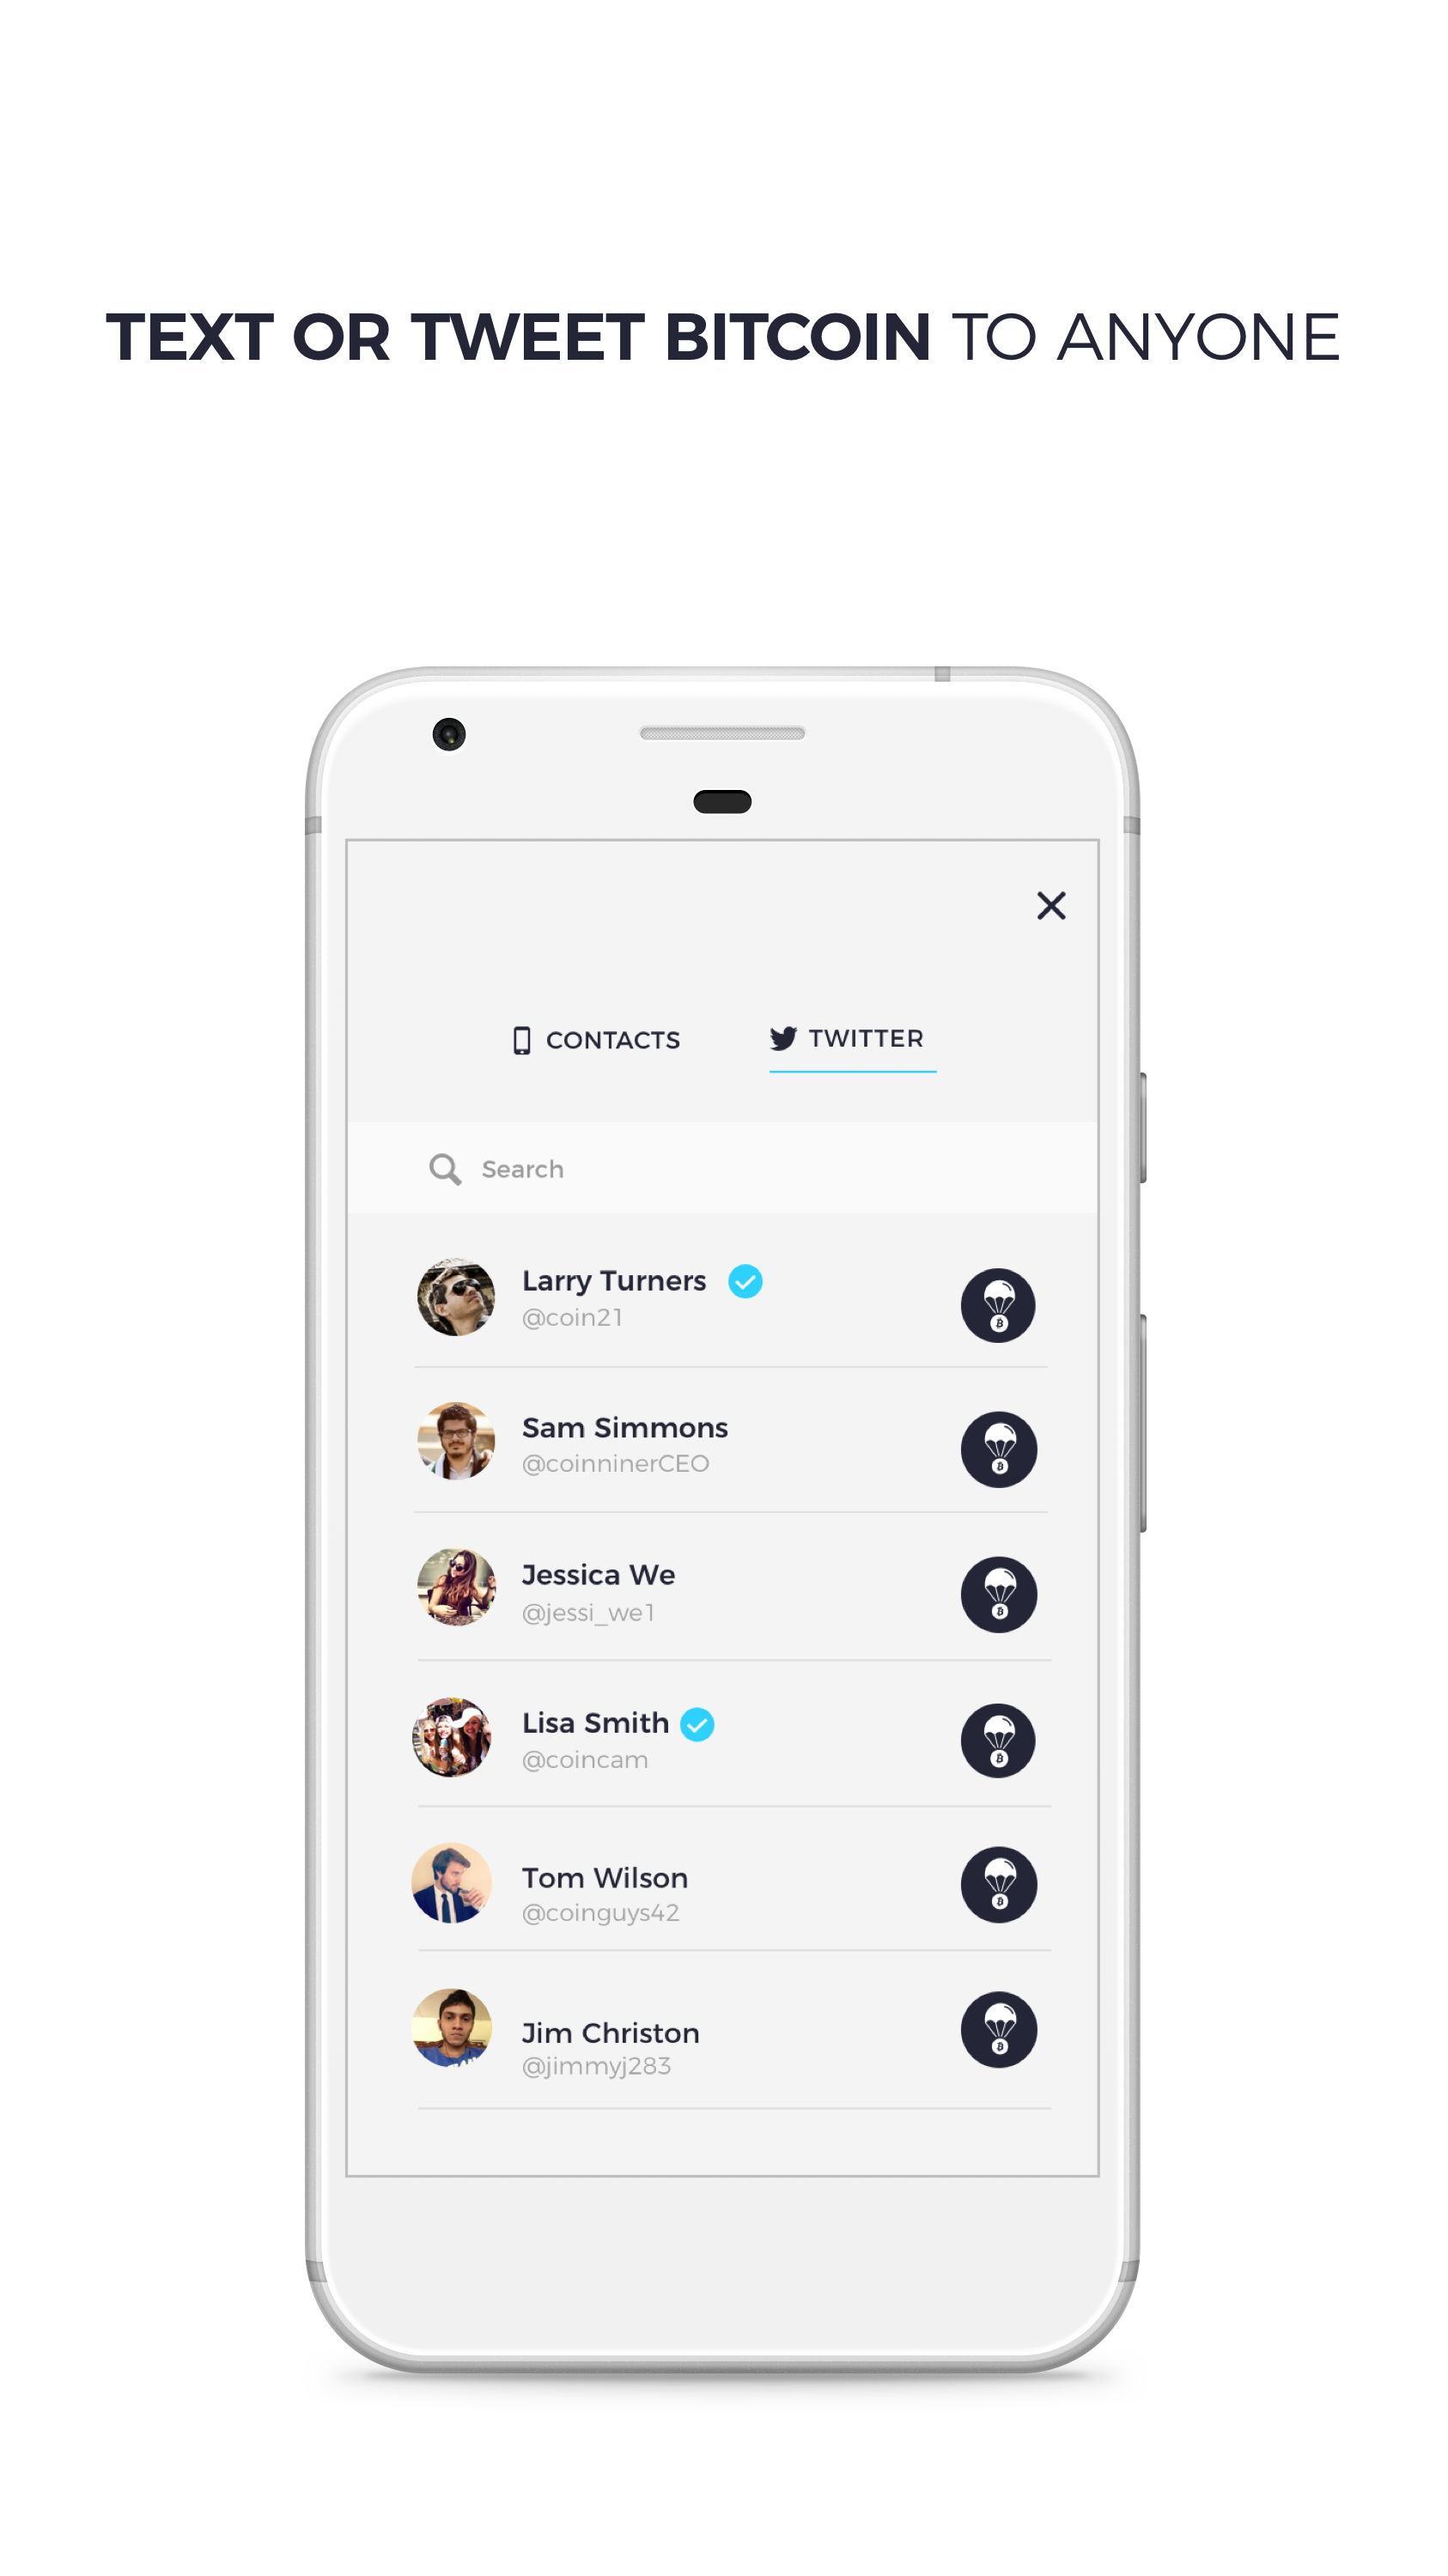 TEXT OR TWEET BITCOIN TO ANYONE
CONTACTS TWITTER
Search
Larry Turners
@coin21
Sam Simmons
@coinninerCEO
Jessica We
@jessi_we1
Lisa Smith
@coincam
Tom Wilson
@coinguys42
Jim Christon
@jimmyj283